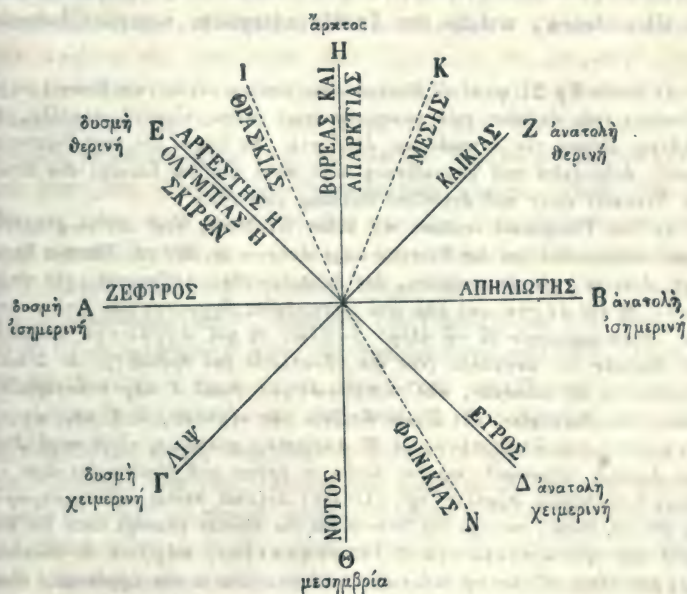 ἄρκτος
Η
Ι
Κ
ΘΡΑΣΚΙΑΣ
ΒΟΡΕΑΣ ΚΑΙ
ΑΠΑΡΚΤΙΑΣ
ΜΕΣΗΣ
δυσμὴ
θερινή
Ε
ΑΡΓΕΣΤΗΣ Η
ΟΛΥΜΠΙΑΣ Η
ΣΚΙΡΩΝ
ΚΑΙΚΙΑΣ
Ζ
ἀνατολὴ
θερινή
δυσμὴ
ἰσημερινή
Α
ΖΕΦΥΡΟΣ
ΑΠΗΛΙΩΤΗΣ
Β
ἀνατολὴ
ἰσημερινή
δυσμὴ
χειμερινή
Γ
ΛΙΨ
ΝΟΤΟΣ
ΦΟΙΝΙΚΙΑΣ
ΕΥΡΟΣ
Δ
ἀνατολὴ
χειμερινή
Ν
Θ
μεσημβρία